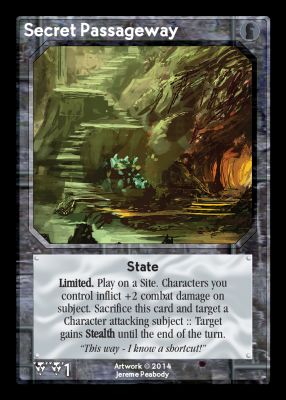 Secret Passageway
State
Limited. Play on a Site. Characters you
control inflict +2 combat damage on
subject. Sacrifice this card and target a
Character attacking subject :: Target
gains Stealth until the end of the turn.
“This way - I know a shortcut!”
Artwork © 2014
Jereme Peabody
1